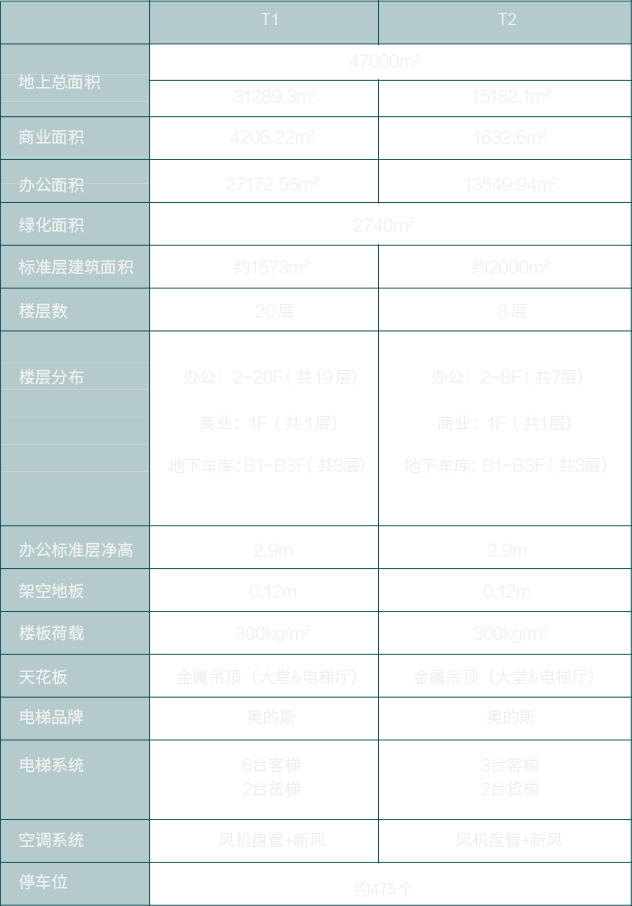 T1 T2
地上总面积 47000m²
31289.3m² 15182.1m²
商业面积 4206.22m² 1632.6m²
办公面积 27172.56m² 13549.94m²
绿化面积 2740m²
标准层建筑面积 约1573m² 约2000m²
楼层数 20层 8层
楼层分布 办公：2-20F（共19层） 办公：2-8F（共7层）
商业：1F（共1层） 商业：1F（共1层）
地下车库：B1-B3F（共3层） 地下车库：B1-B3F（共3层）
办公标准层净高 2.9m 2.9m
架空地板 0.12m 0.12m
楼板荷载 300kg/m² 300kg/m²
天花板 金属吊顶（大堂&电梯厅） 金属吊顶（大堂&电梯厅）
电梯品牌 奥的斯 奥的斯
电梯系统 6台客梯 3台客梯
2台货梯 2台货梯
空调系统 风机盘管+新风 风机盘管+新风
停车位 约475个